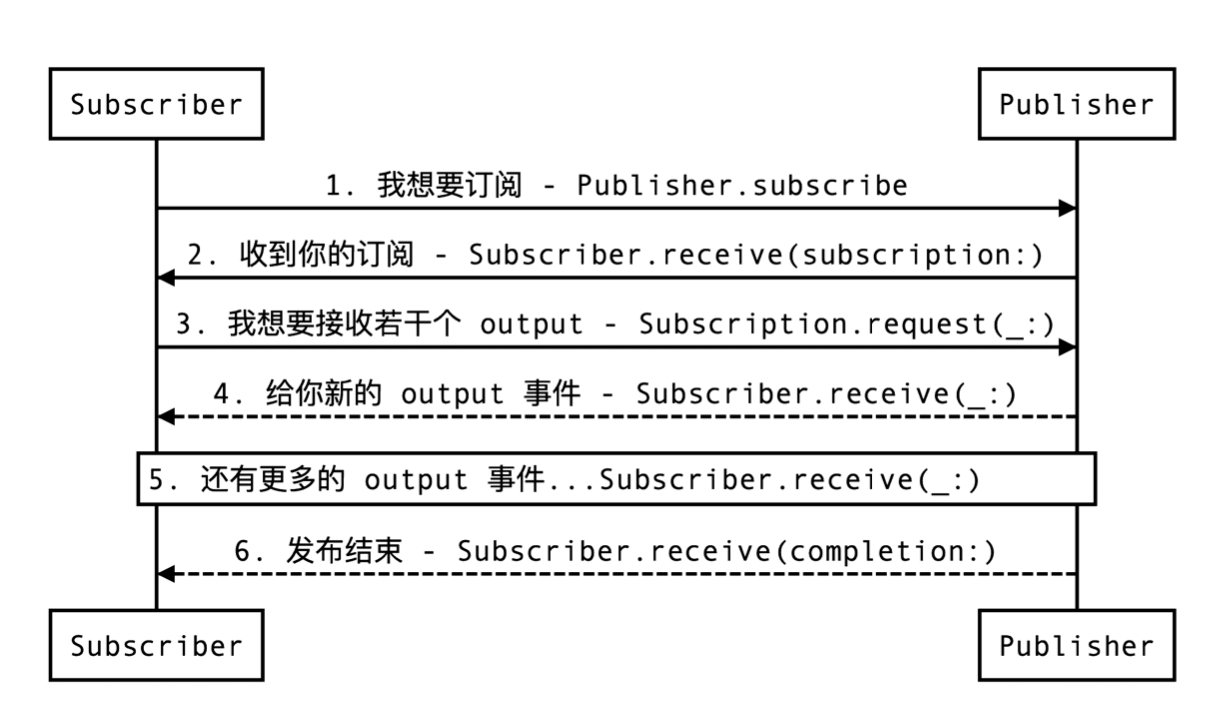 Subscriber
Publisher
1. 我想要订阅 - Publisher.subscribe
2. 收到你的订阅 - Subscriber.receive(subscription:)
3. 我想要接收若干个 output - Subscription.request(_:)
4. 给你新的 output 事件 - Subscriber.receive(_:)
5. 还有更多的 output 事件...Subscriber.receive(_:)
6. 发布结束 - Subscriber.receive(completion:)
Subscriber
Publisher